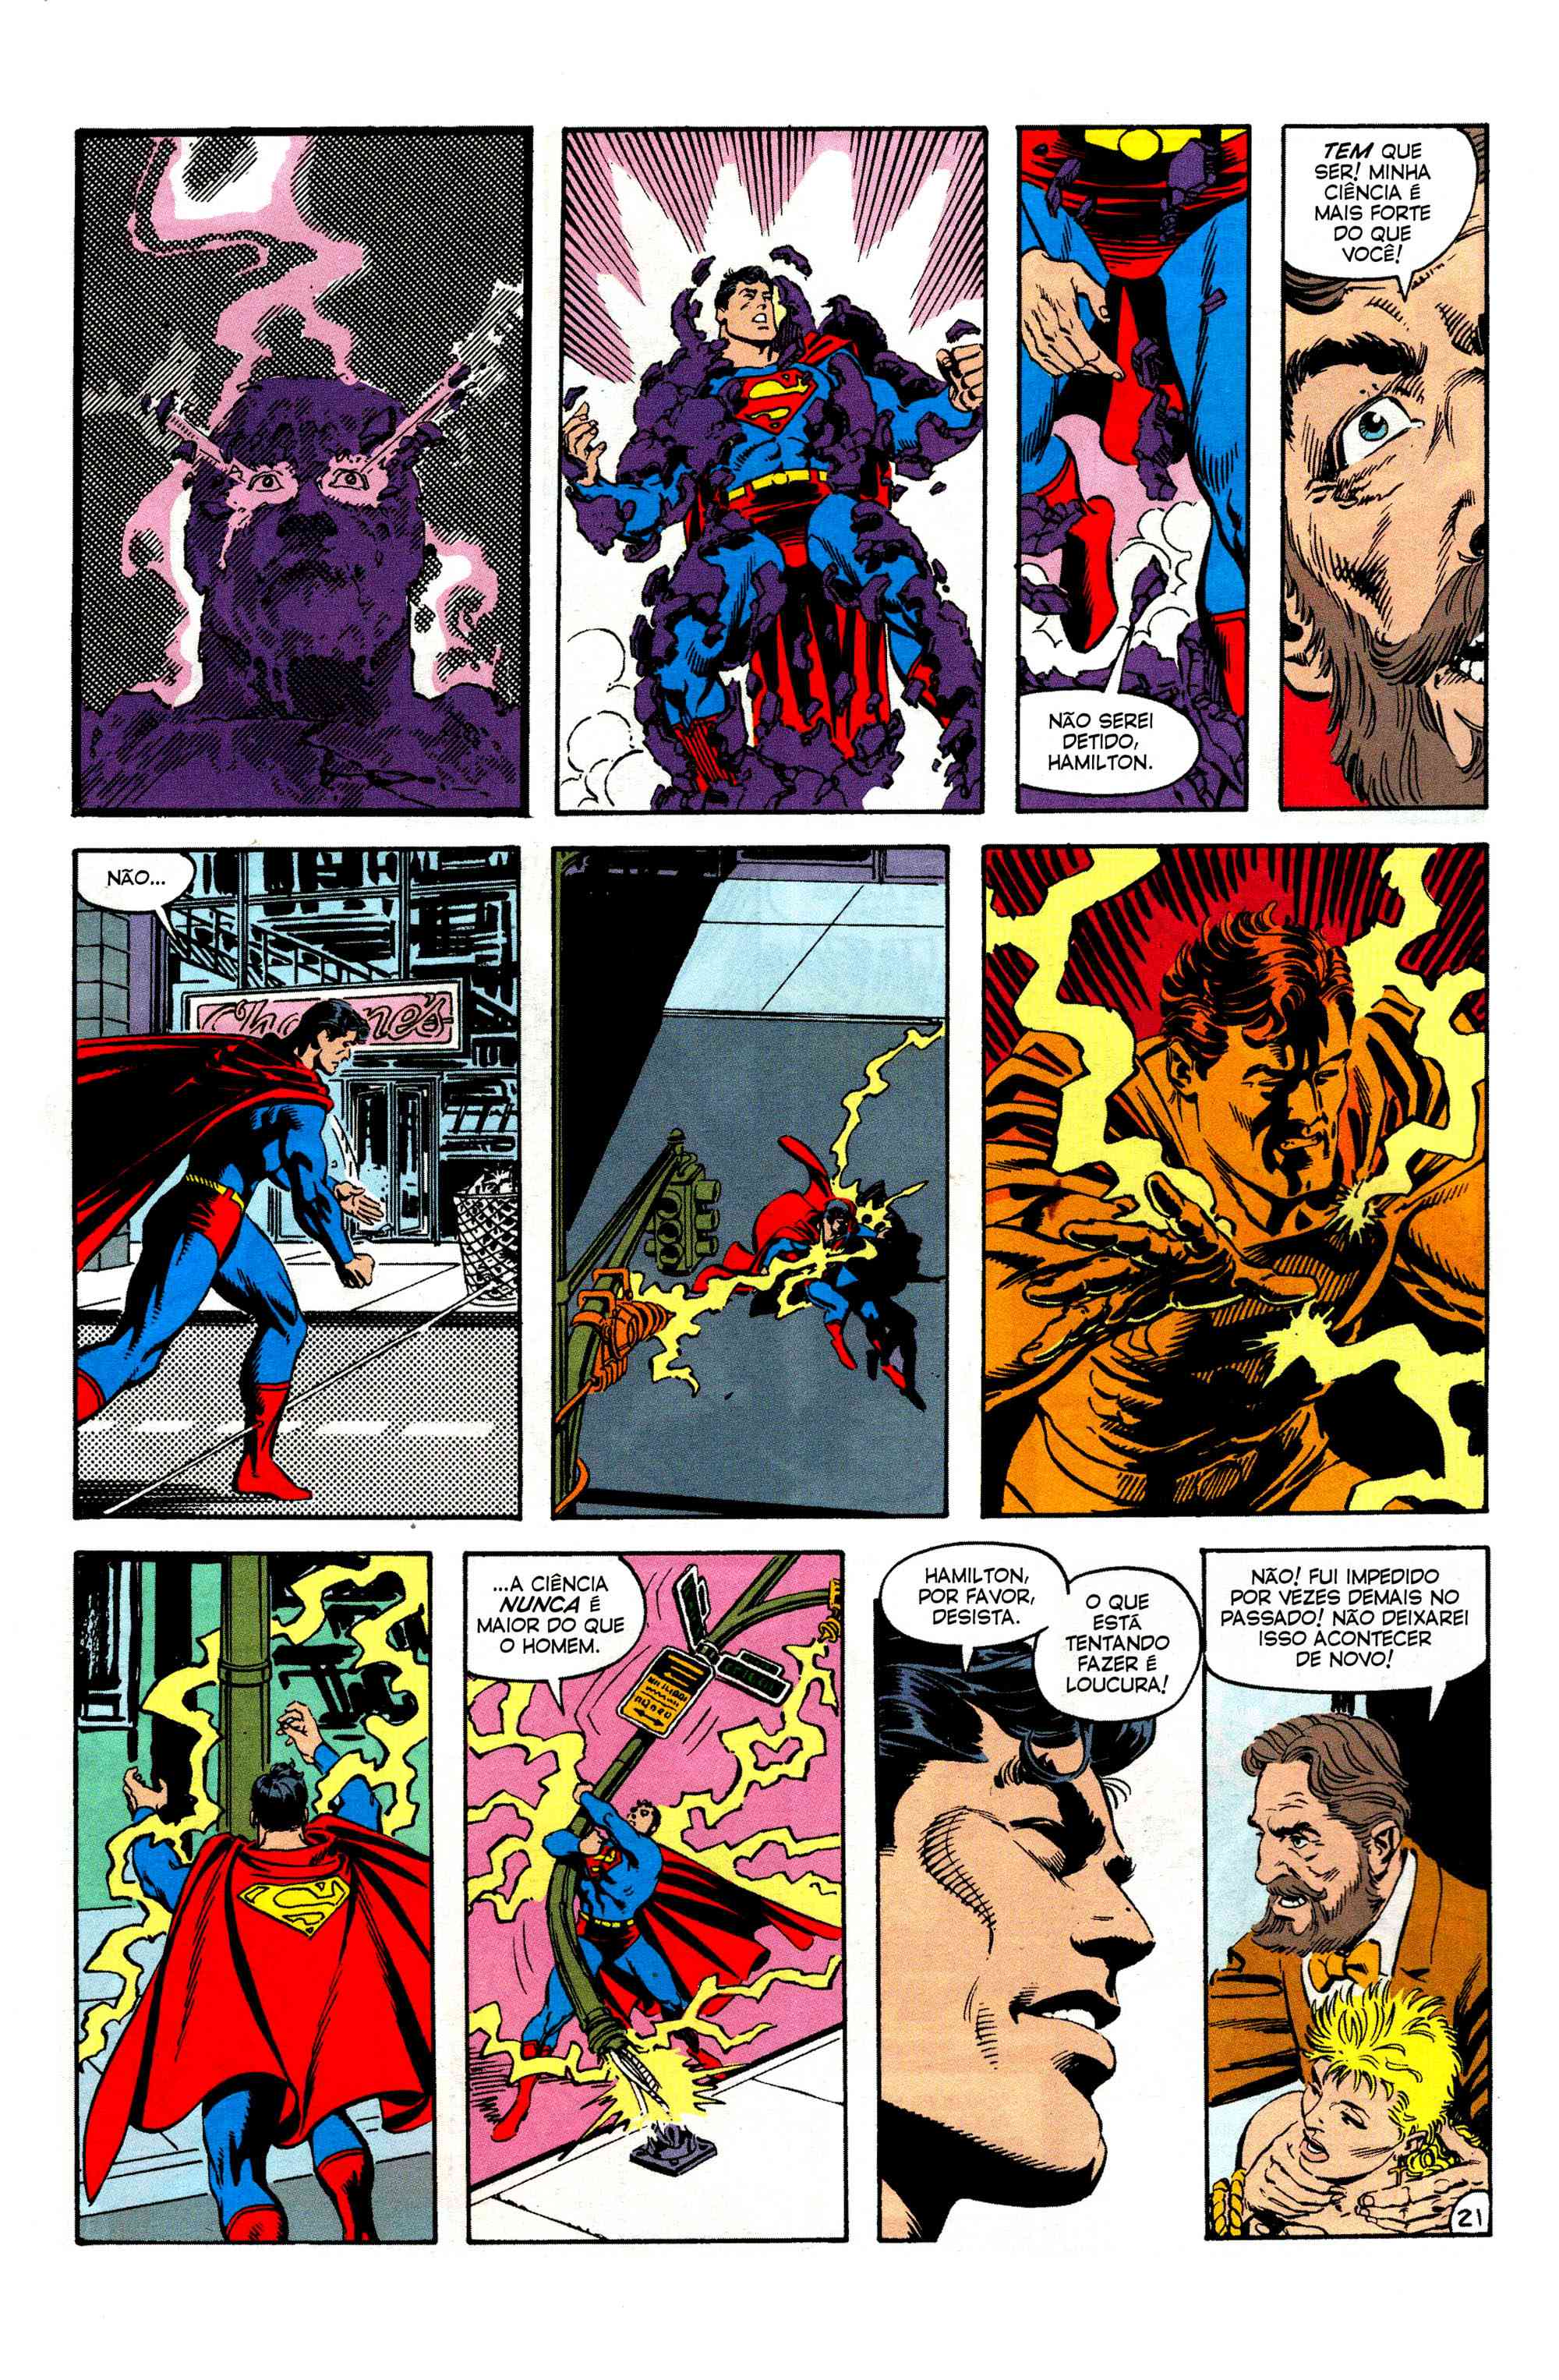 NÃO SEREI
DETIDO,
HAMILTON.
TEM QUE
SER! MINHA
CIÊNCIA É
MAIS FORTE
DO QUE
VOCÊ!
NÃO...
...A CIÊNCIA
NUNCA É
MAIOR DO QUE
O HOMEM.
HAMILTON,
POR FAVOR,
DESISTA.
O QUE
ESTÁ
TENTANDO
FAZER É
LOUCURA!
NÃO! FUI IMPEDIDO
POR VEZES DEMAIS NO
PASSADO! NÃO DEIXAREI
ISSO ACONTECER
DE NOVO!
21